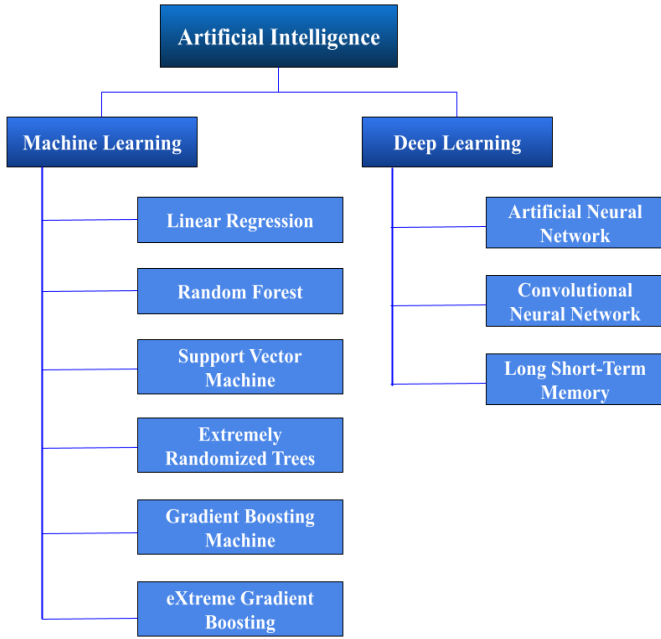 Artificial Intelligence
Machine Learning
Deep Learning
Linear Regression
Random Forest
Support Vector
Machine
Extremely
Randomized Trees
Gradient Boosting
Machine
eXtreme Gradient
Boosting
Artificial Neural
Network
Convolutional
Neural Network
Long Short-Term
Memory